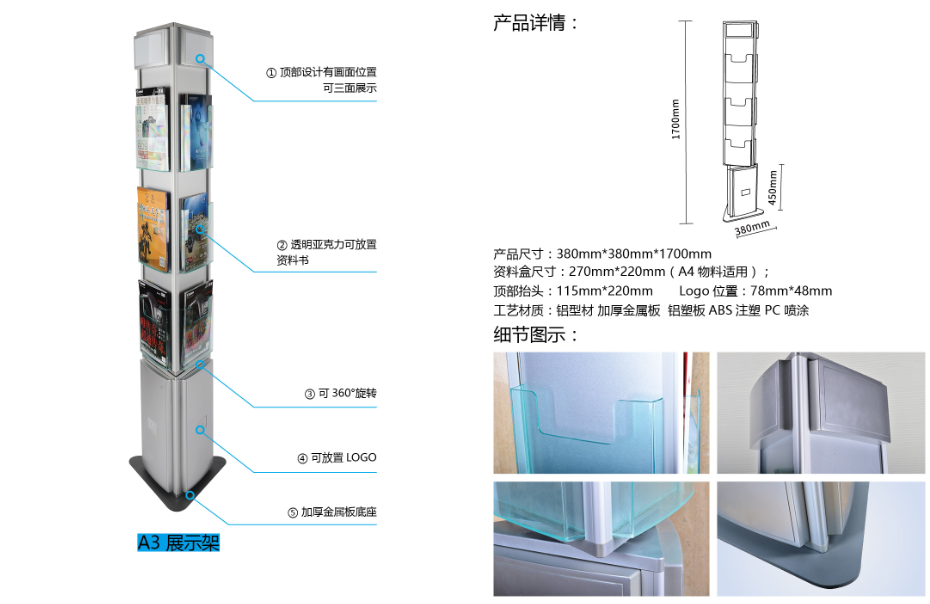 ① 顶部设计有画面位置
可三面展示
② 透明亚克力可放置
资料书
③ 可 360°旋转
④ 可放置 LOGO
⑤ 加厚金属板底座
A3 展示架
产品详情：
1700mm
450mm
380mm
产品尺寸：380mm*380mm*1700mm
资料盒尺寸：270mm*220mm（A4 物料适用）；
顶部抬头：115mm*220mm Logo 位置：78mm*48mm
工艺材质：铝型材 加厚金属板 铝塑板 ABS 注塑 PC 喷涂
细节图示：